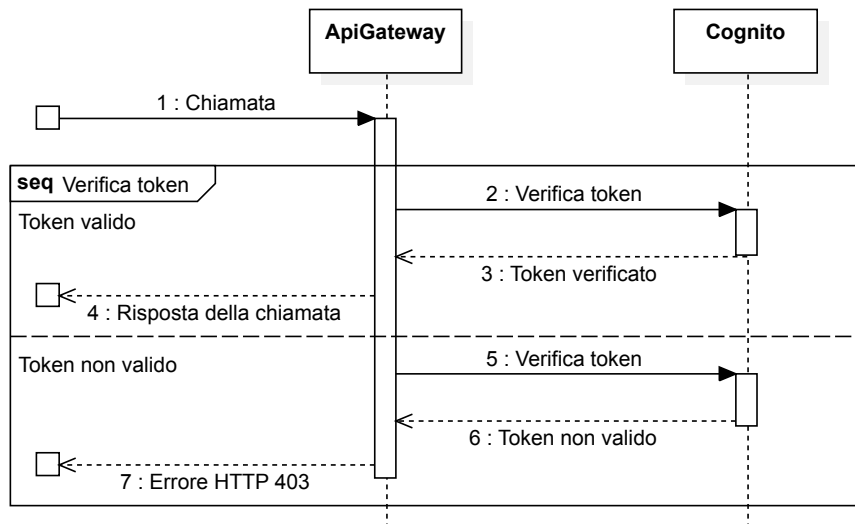 ApiGateway
Cognito
1 : Chiamata
seq Verifica token
Token valido
2 : Verifica token
3 : Token verificato
4 : Risposta della chiamata
Token non valido
5 : Verifica token
6 : Token non valido
7 : Errore HTTP 403